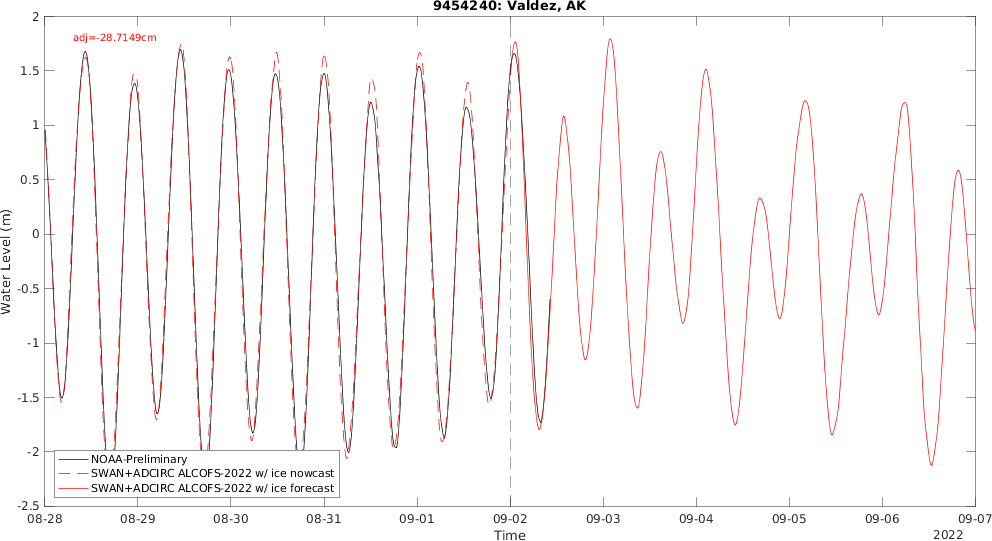 9454240: Valdez, AK
adj=-28.7149cm
2
1.5
1
0.5
0
-0.5
-1
-1.5
-2
-2.5
Water Level (m)
NOAA-Preliminary
SWAN+ADCIRC ALCOFS-2022 w/ ice nowcast
SWAN+ADCIRC ALCOFS-2022 w/ ice forecast
08-28 08-29 08-30 08-31 09-01 09-02 09-03 09-04 09-05 09-06 09-07
Time
2022